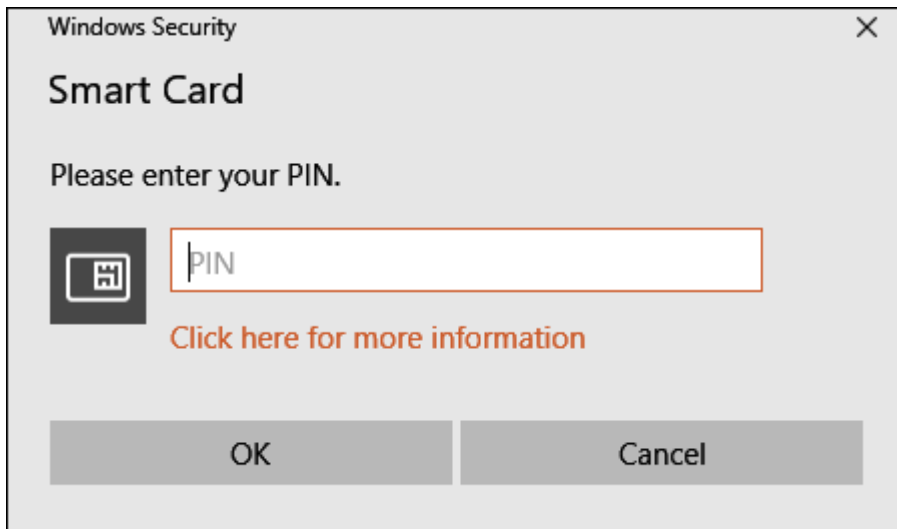 Windows Security
Smart Card
Please enter your PIN.
PIN
Click here for more information
OK
Cancel